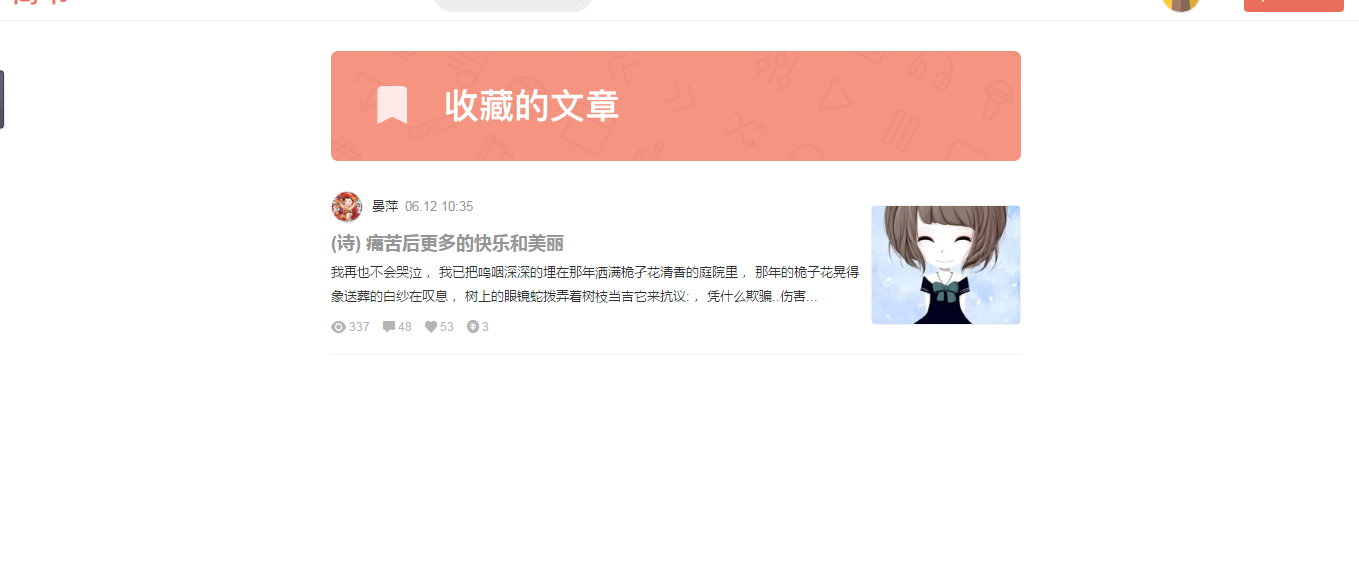 收藏的文章
晏萍 06.12 10:35
(诗) 痛苦后更多的快乐和美丽
我再也不会哭泣 , 我已把呜咽深深的埋在那年洒满桅子花清香的庭院里 , 那年的桅子花晃得
象送葬的白纱在叹息 , 树上的眼镜蛇拨弄着树枝当吉它来抗议: , 凭什么欺骗..伤害...
337 48 53 3